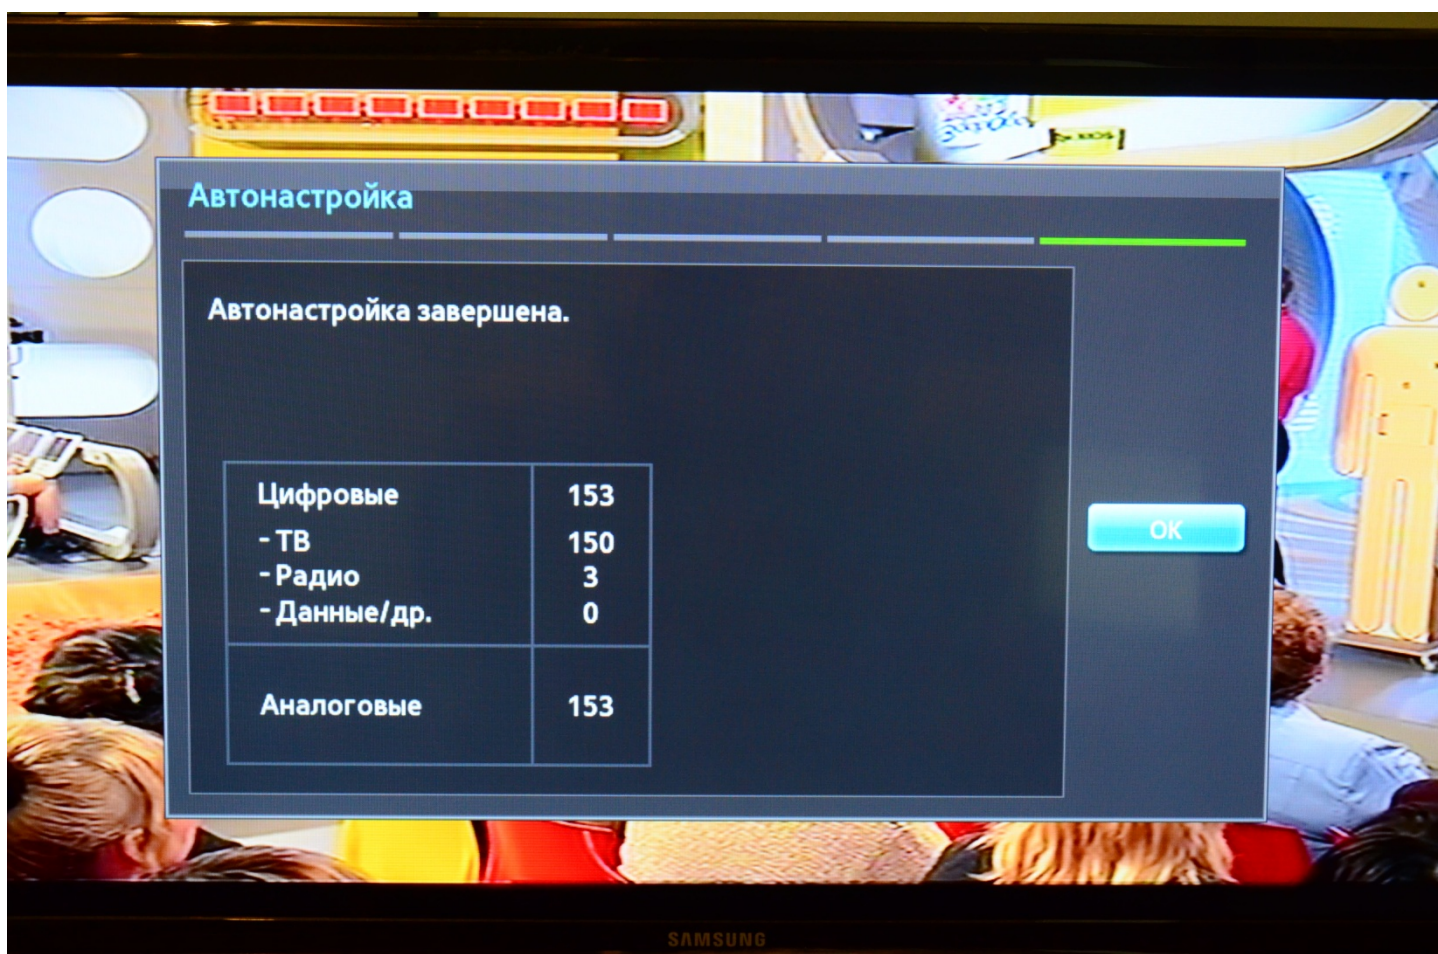 Автонастройка
Автонастройка завершена.
Цифровые 153
- ТВ 150
- Радио 3
- Данные/др. 0
OK
Аналоговые 153
SAMSUNG